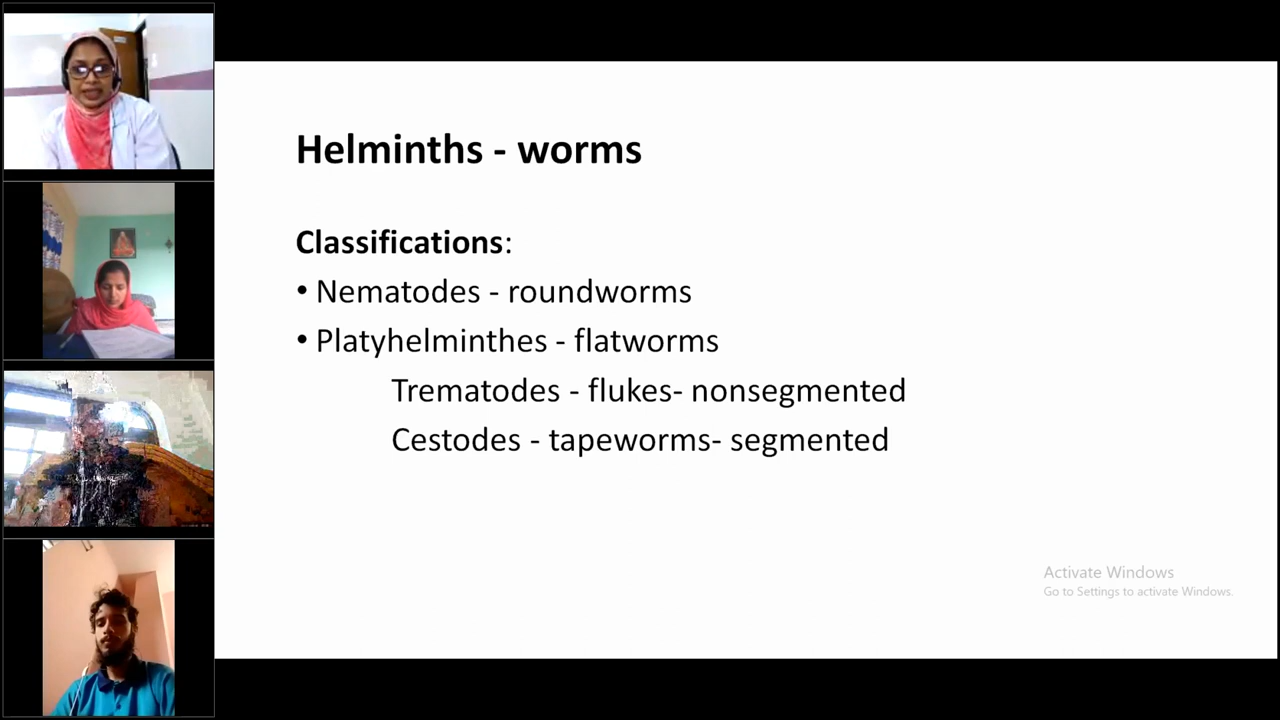 Helminths - worms
Classifications:
• Nematodes - roundworms
• Platyhelminthes - flatworms
Trematodes - flukes- nonsegmented
Cestodes - tapeworms- segmented
Activate Windows
Go to Settings to activate Windows.